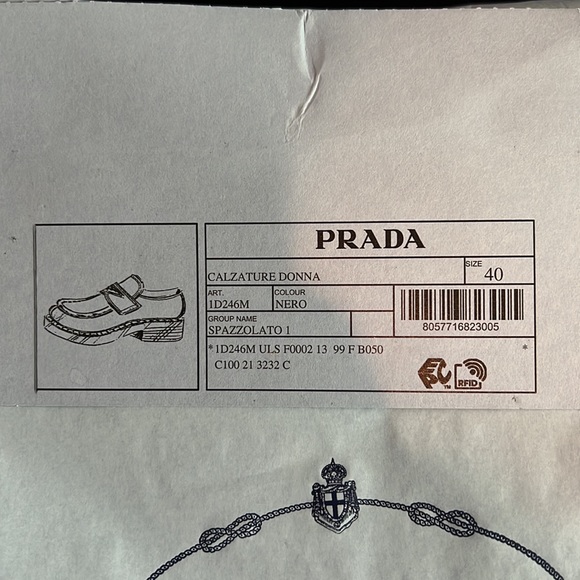 PRADA
CALZATURE DONNA
SIZE
40
ART.
1D246M
COLOUR
NERO
GROUP NAME
SPAZZOLATO 1
8057716823005
*1D246M ULS F0002 13 99 F B050 *
C100 21 3232 C
EPC™
RFID